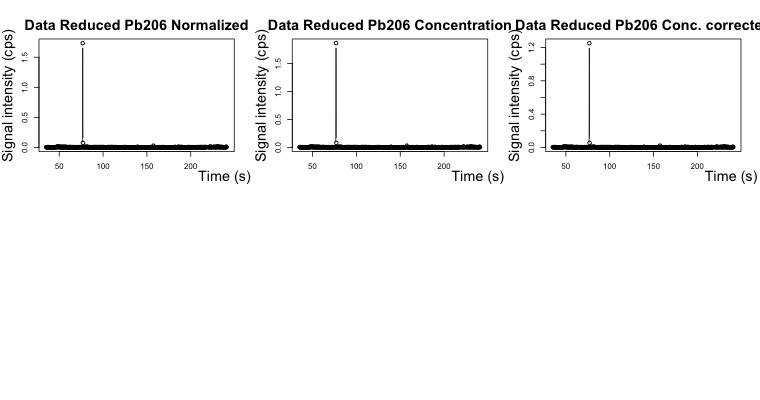 Data Reduced Pb206 Normalized
Signal intensity (cps)
0.0 0.5 1.0 1.5
50 100 150 200
Time (s)
Data Reduced Pb206 Concentration
Signal intensity (cps)
0.0 0.5 1.0 1.5
50 100 150 200
Time (s)
Data Reduced Pb206 Conc. correcte
Signal intensity (cps)
0.0 0.4 0.8 1.2
50 100 150 200
Time (s)